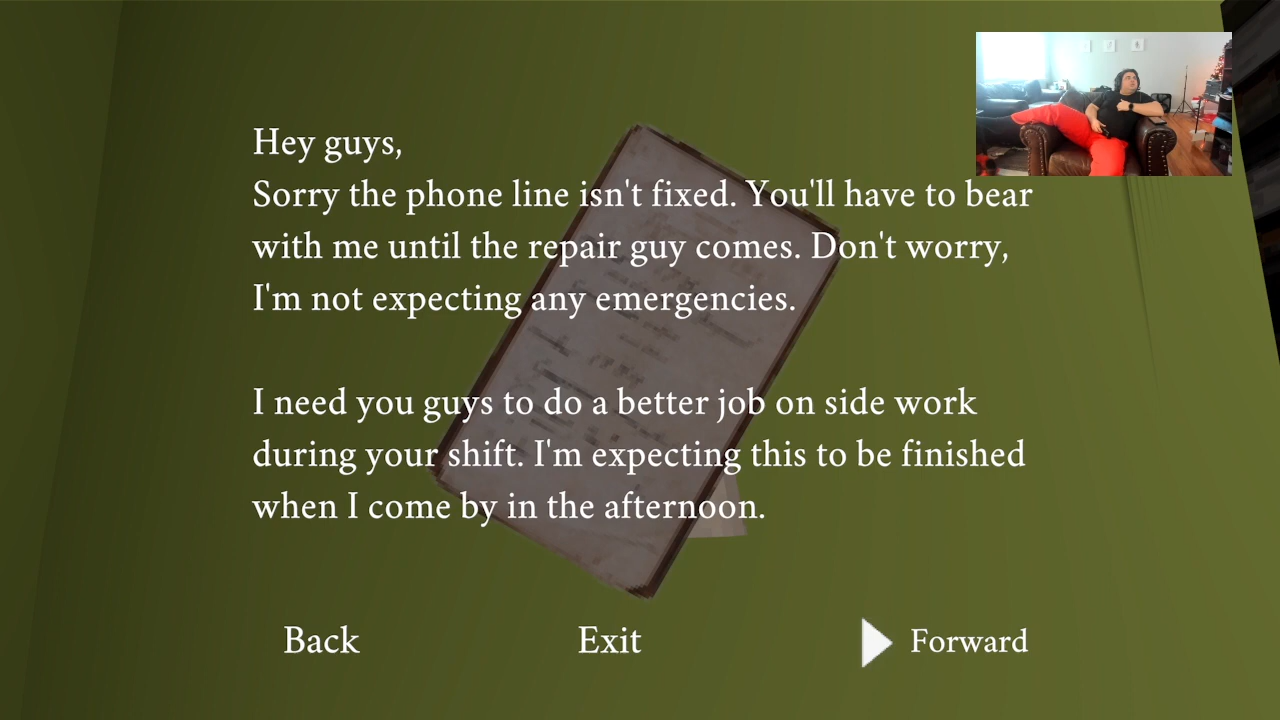 Hey guys,
Sorry the phone line isn't fixed. You'll have to bear
with me until the repair guy comes. Don't worry,
I'm not expecting any emergencies.
I need you guys to do a better job on side work
during your shift. I'm expecting this to be finished
when I come by in the afternoon.
Back
Exit
Forward